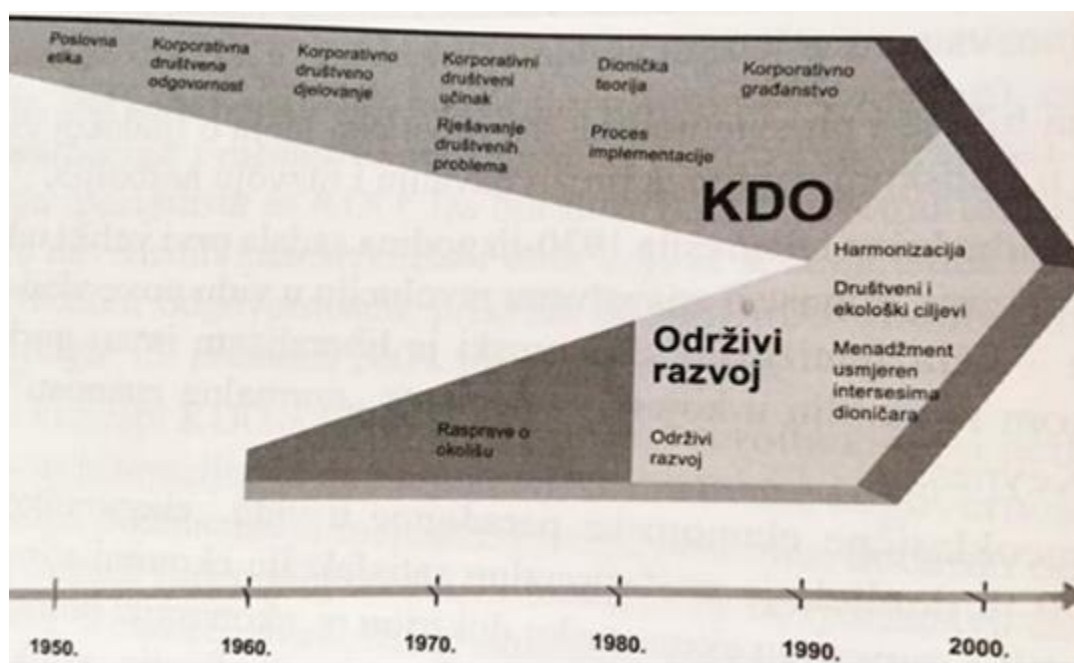 Poslovna
etika
Korporativna
društvena
odgovornost
Korporativno
društveno
djelovanje
Korporativni
društveni
učinak
Rješavanje
društvenih
problema
Dionička
teorija
Proces
implementacije
Korporativno
građanstvo
KDO
Harmonizacija
Društveni i
ekološki ciljevi
Menadžment
usmjeren
intersesima
dioničara
Održivi
razvoj
Rasprave o
okolišu
Održivi
razvoj
1950.
1960.
1970.
1980.
1990.
2000.